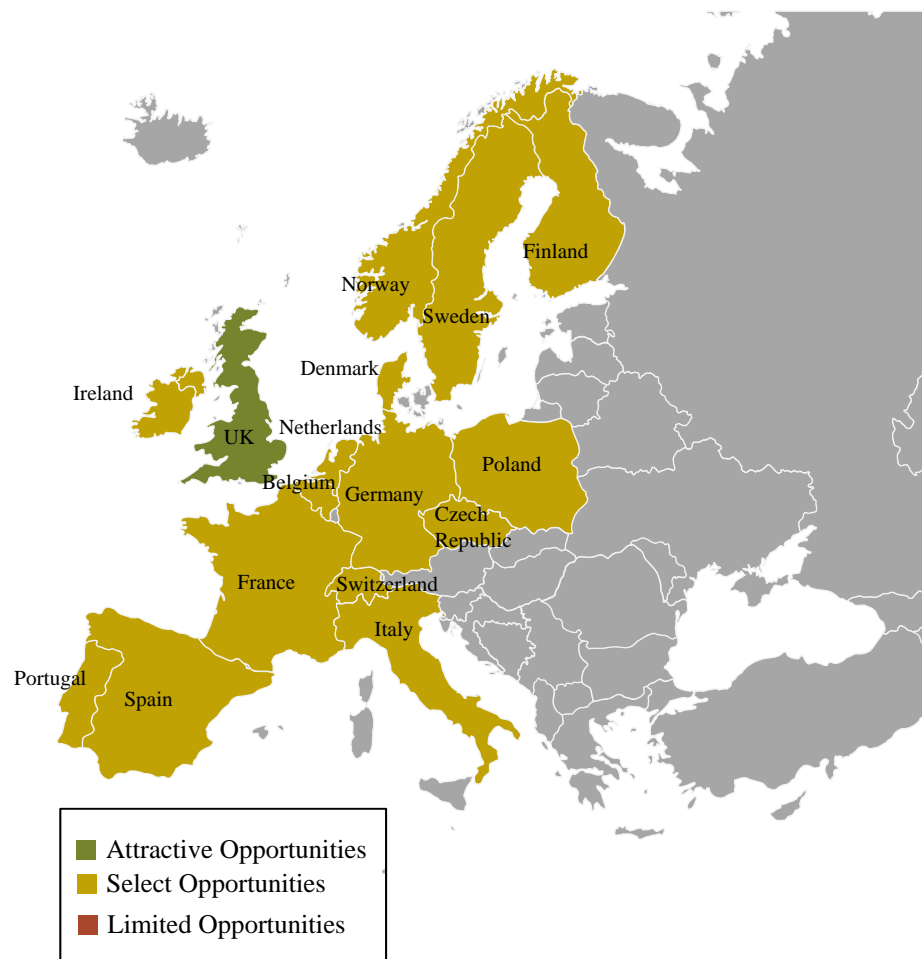 Finland
Norway
Sweden
Denmark
Ireland
Netherlands
UK
Poland
Belgium
Germany
Czech
Republic
France
Switzerland
Italy
Portugal
Spain
Attractive Opportunities
Select Opportunities
Limited Opportunities